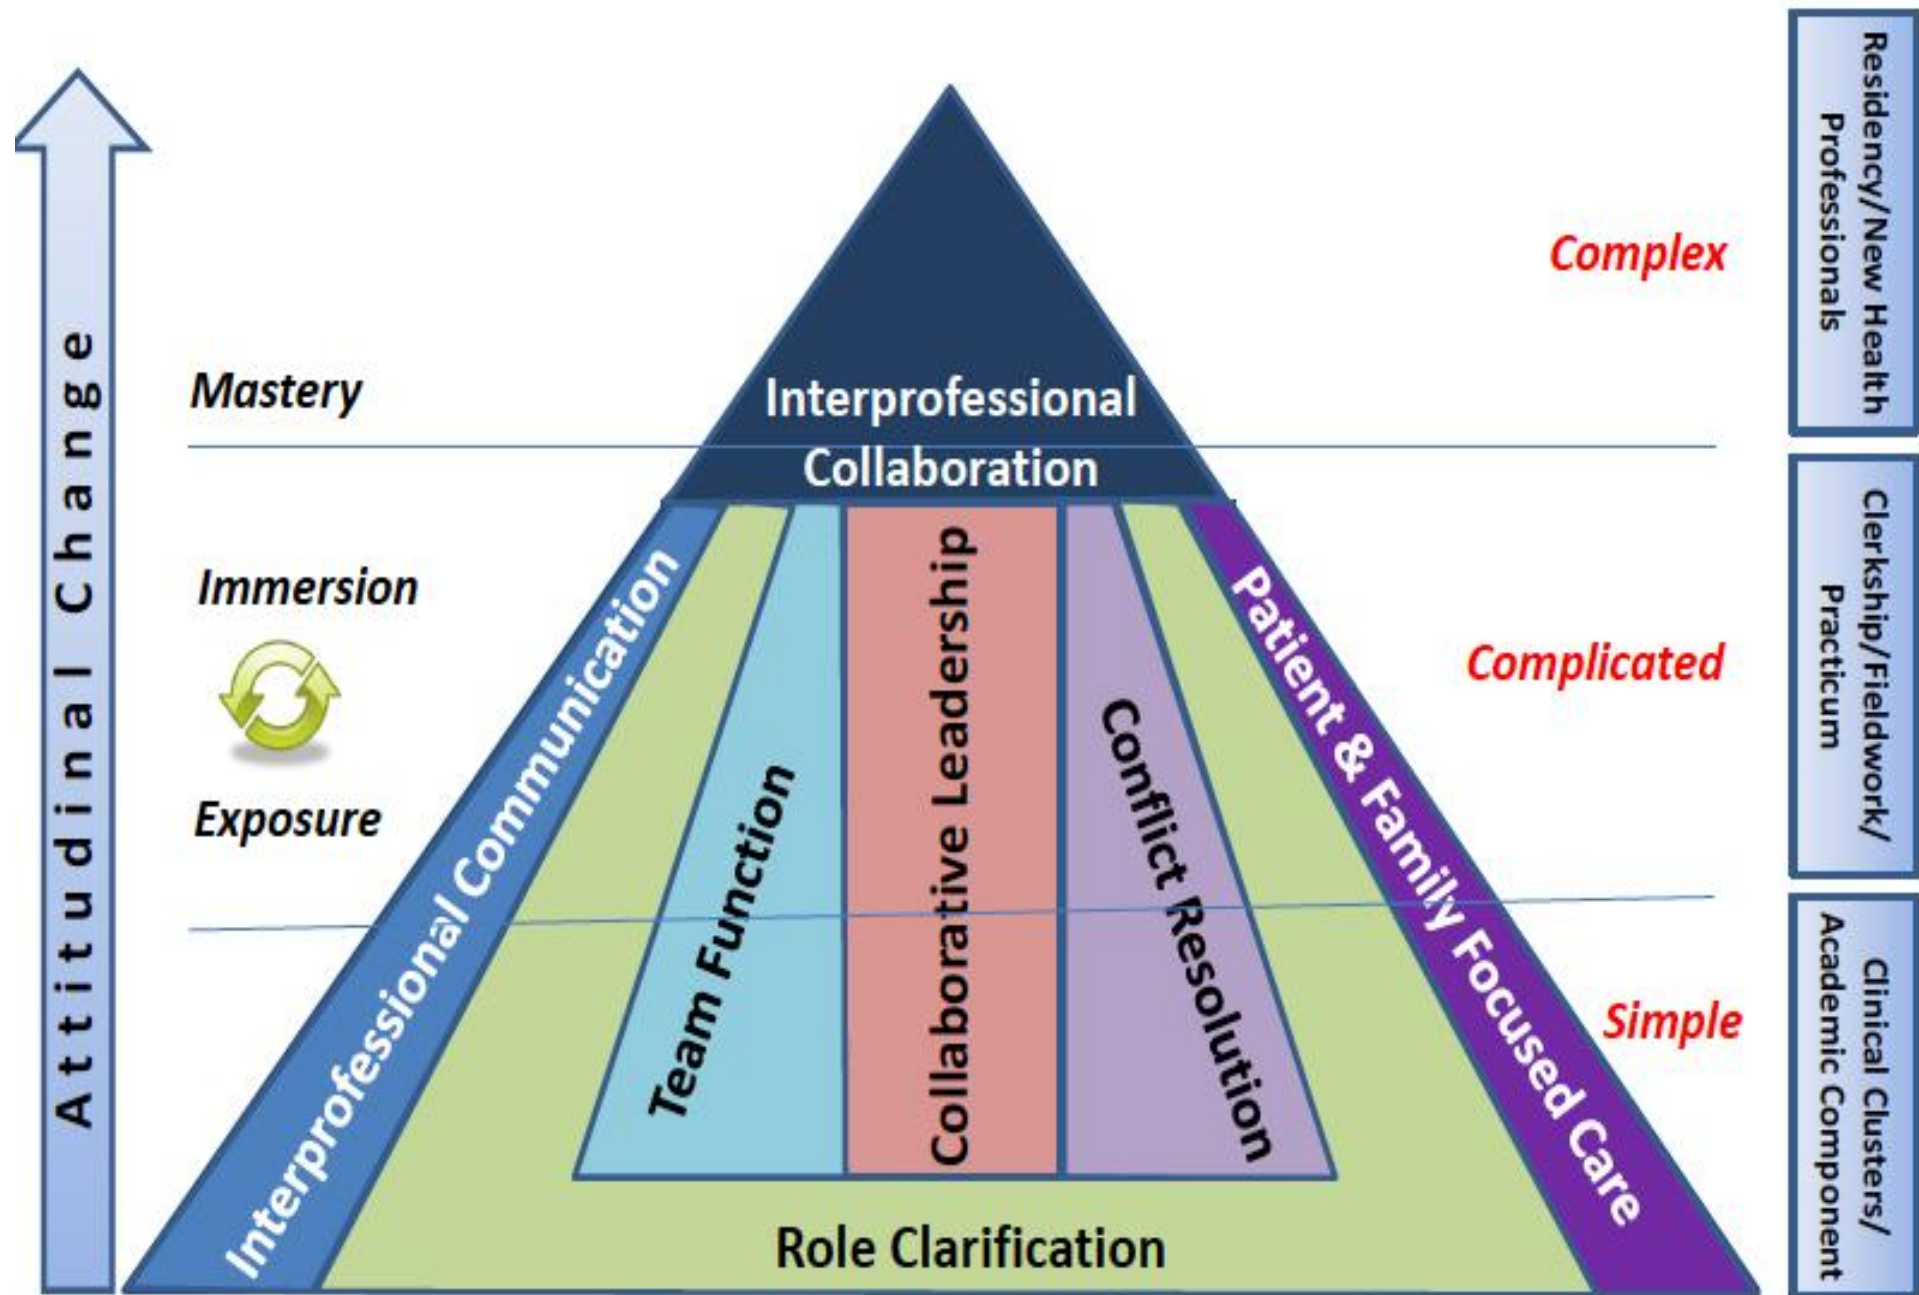 Attitudinal Change
Mastery
Immersion
Exposure
Interprofessional
Collaboration
Interprofessional Communication
Team Function
Collaborative Leadership
Conflict Resolution
Patient & Family Focused Care
Role Clarification
Complex
Complicated
Simple
Residency/New Health
Professionals
Clerkship/Fieldwork/
Practicum
Clinical Clusters/
Academic Component